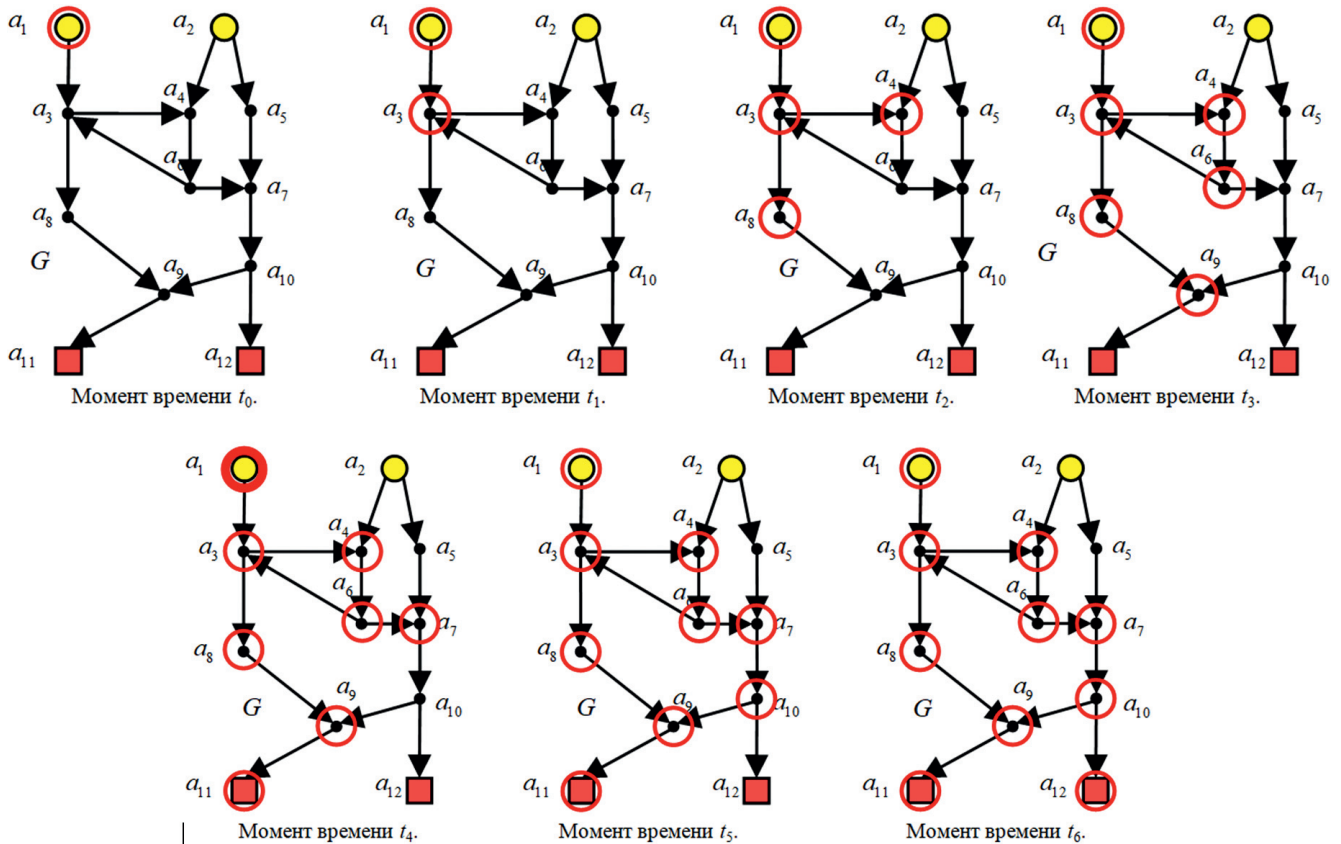 a1 a2 a1 a2 a1 a2 a1 a2
a4 a4 a4 a4
a3 a5 a3 a5 a3 a5 a3 a5
a6 a6 a6 a6
a7 a7 a7 a7
a8 a8 a8 a8
G a9 a10 G a9 a10 G a9 a10 G a9 a10
a11 a12 a11 a12 a11 a12 a11 a12
Момент времени t0. Момент времени t1. Момент времени t2. Момент времени t3.
a1 a2 a1 a2 a1 a2
a4 a4 a4
a3 a5 a3 a5 a3 a5
a6 a6 a6
a7 a7 a7
a8 a8 a8
G a9 a10 G a9 a10 G a9 a10
a11 a12 a11 a12 a11 a12
Момент времени t4. Момент времени t5. Момент времени t6.